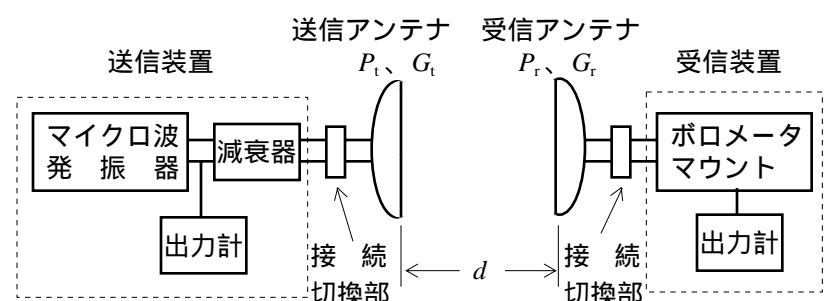 送信アンテナ
受信アンテナ
送信装置
Pt、Gt
Pr、Gr
受信装置
マイクロ波
発振器
減衰器
ボロメータ
マウント
出力計
出力計
接続
切換部
d
接続
切換部